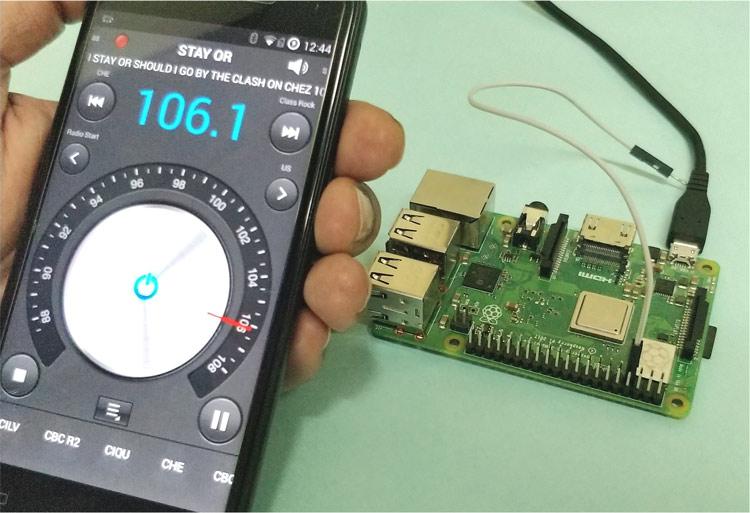 12:44
STAY OR
I STAY OR SHOULD I GO BY THE CLASH ON CHEZ 10
CHE
106.1
Class Rock
Radio Start
US
88
90
92
94
96
98
100
102
104
106
108
CILV
CBC R2
CIQU
CHE
CBC
HDMI